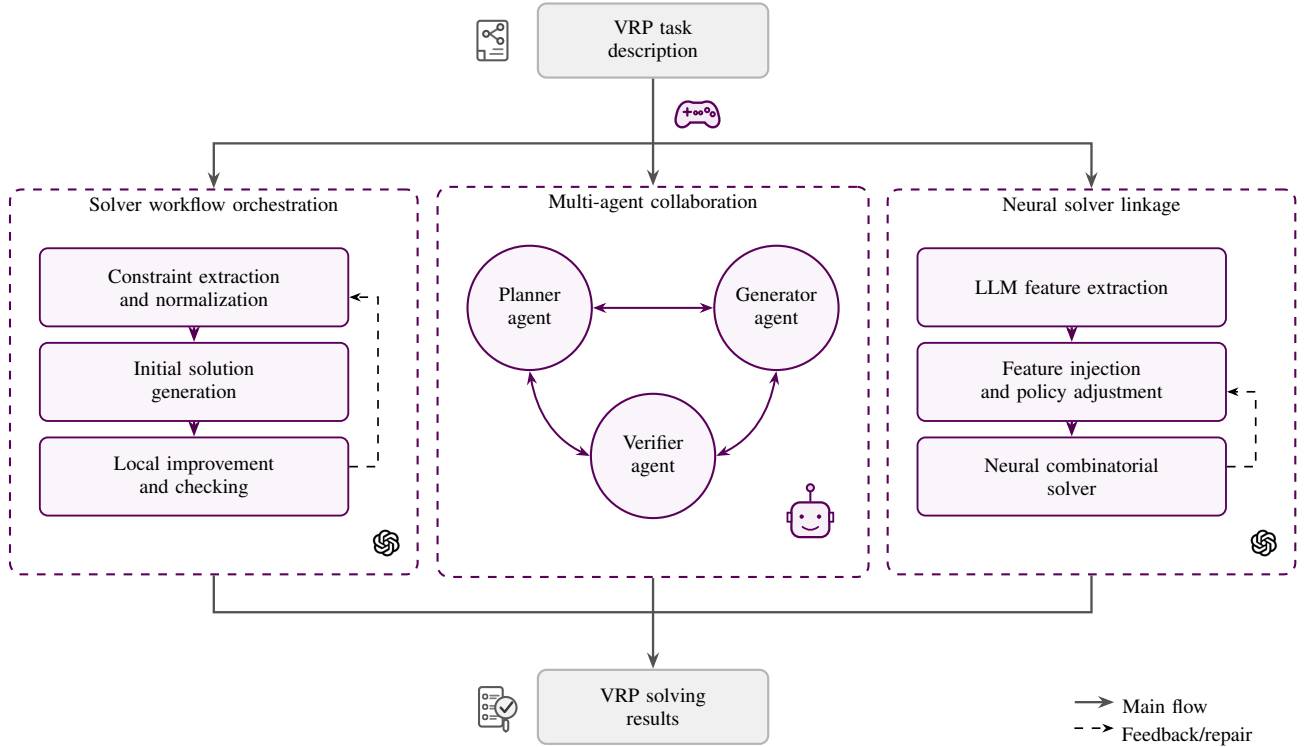 VRP task
description
Solver workflow orchestration
Constraint extraction
and normalization
Initial solution
generation
Local improvement
and checking
Multi-agent collaboration
Planner
agent
Generator
agent
Verifier
agent
Neural solver linkage
LLM feature extraction
Feature injection
and policy adjustment
Neural combinatorial
solver
VRP solving
results
Main flow
Feedback/repair